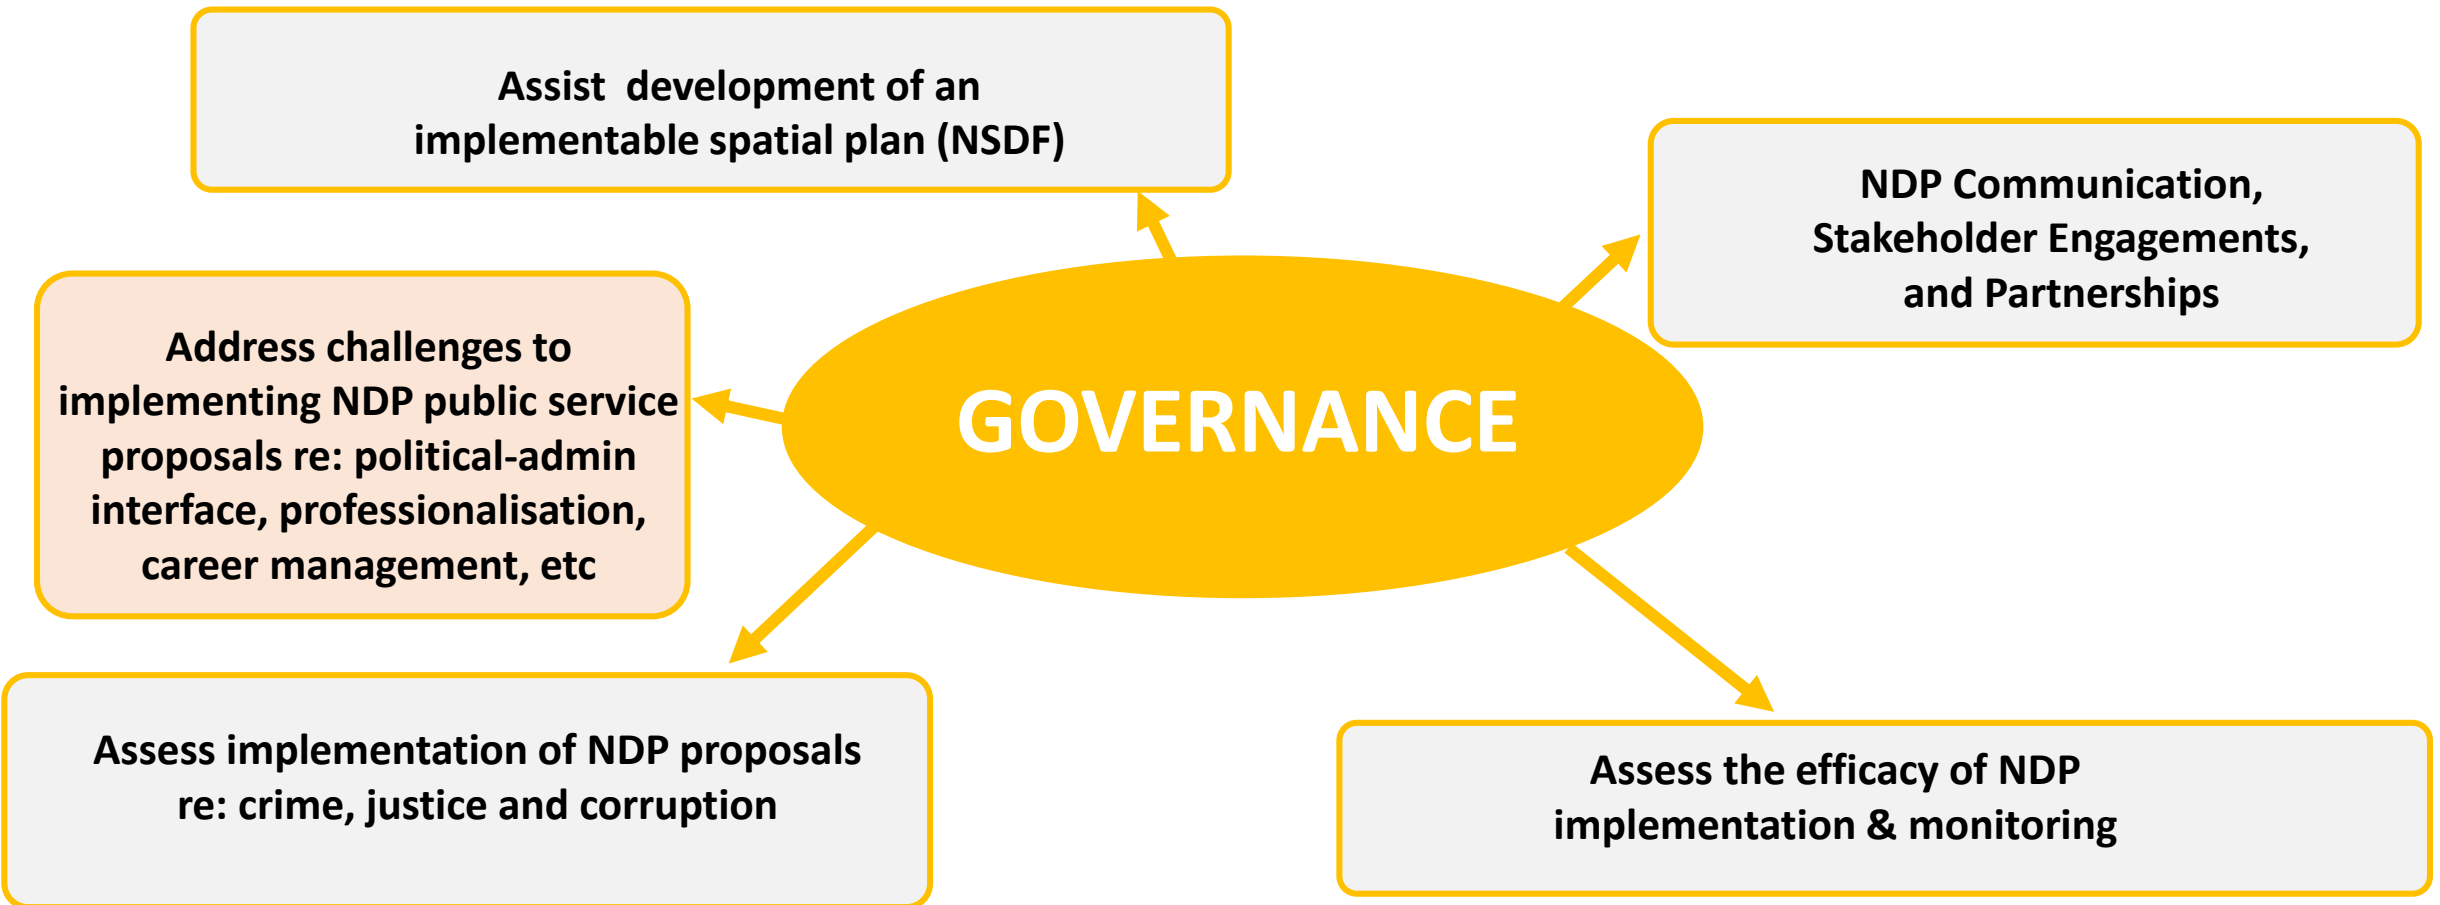 Assist development of an
implementable spatial plan (NSDF)
NDP Communication,
Stakeholder Engagements,
and Partnerships
Address challenges to
implementing NDP public service
proposals re: political-admin
interface, professionalisation,
career management, etc
GOVERNANCE
Assess implementation of NDP proposals
re: crime, justice and corruption
Assess the efficacy of NDP
implementation & monitoring